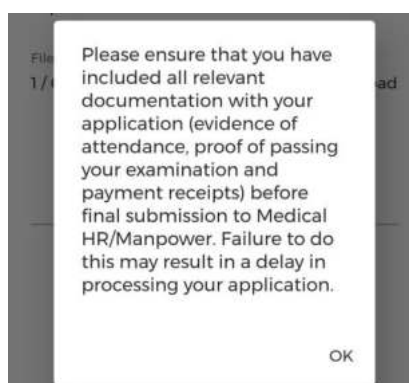 File
1 / 
Please ensure that you have
included all relevant
documentation with your
application (evidence of
attendance, proof of passing
your examination and
payment receipts) before
final submission to Medical
HR/Manpower. Failure to do
this may result in a delay in
processing your application.
OK